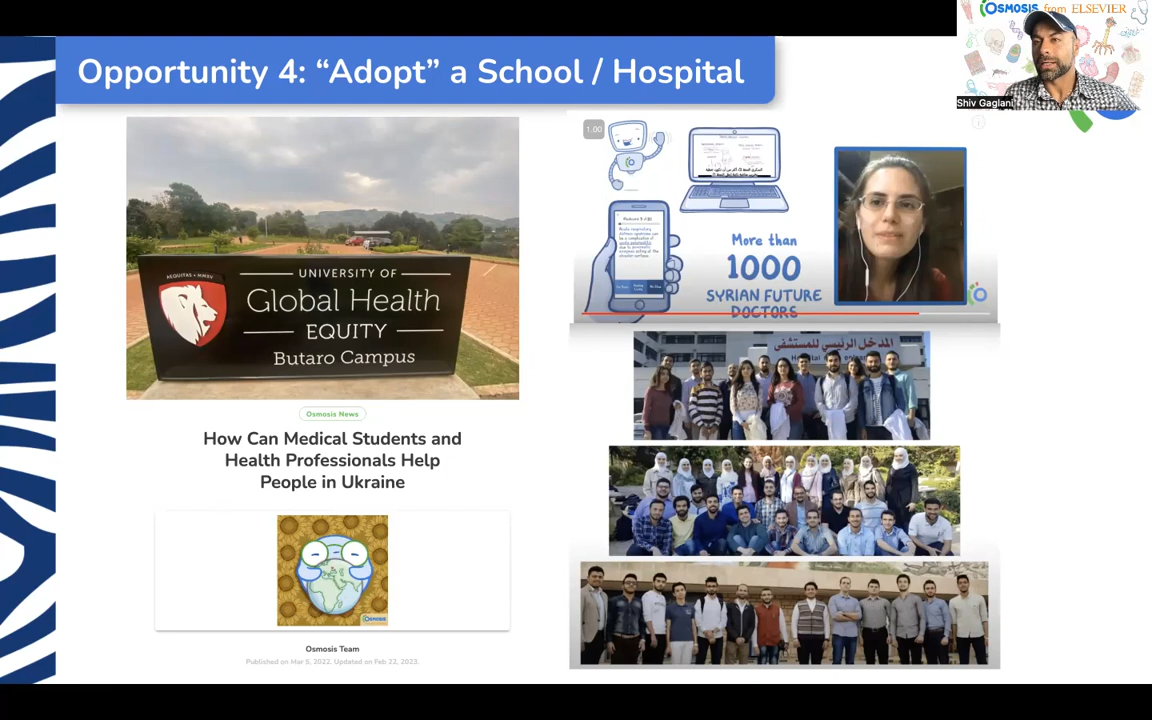 OSMOSIS from ELSEVIER
Shiv Gaglani
Opportunity 4: “Adopt” a School / Hospital
AEQUITAS • MMXV
UNIVERSITY OF
Global Health
EQUITY
Butaro Campus
Osmosis News
How Can Medical Students and
Health Professionals Help
People in Ukraine
OSMOSIS
Osmosis Team
Published on Mar 5, 2022. Updated on Feb 22, 2023.
1.00
More than
1000
SYRIAN FUTURE
DOCTORS
المدخل الرئيسي للمستشفى